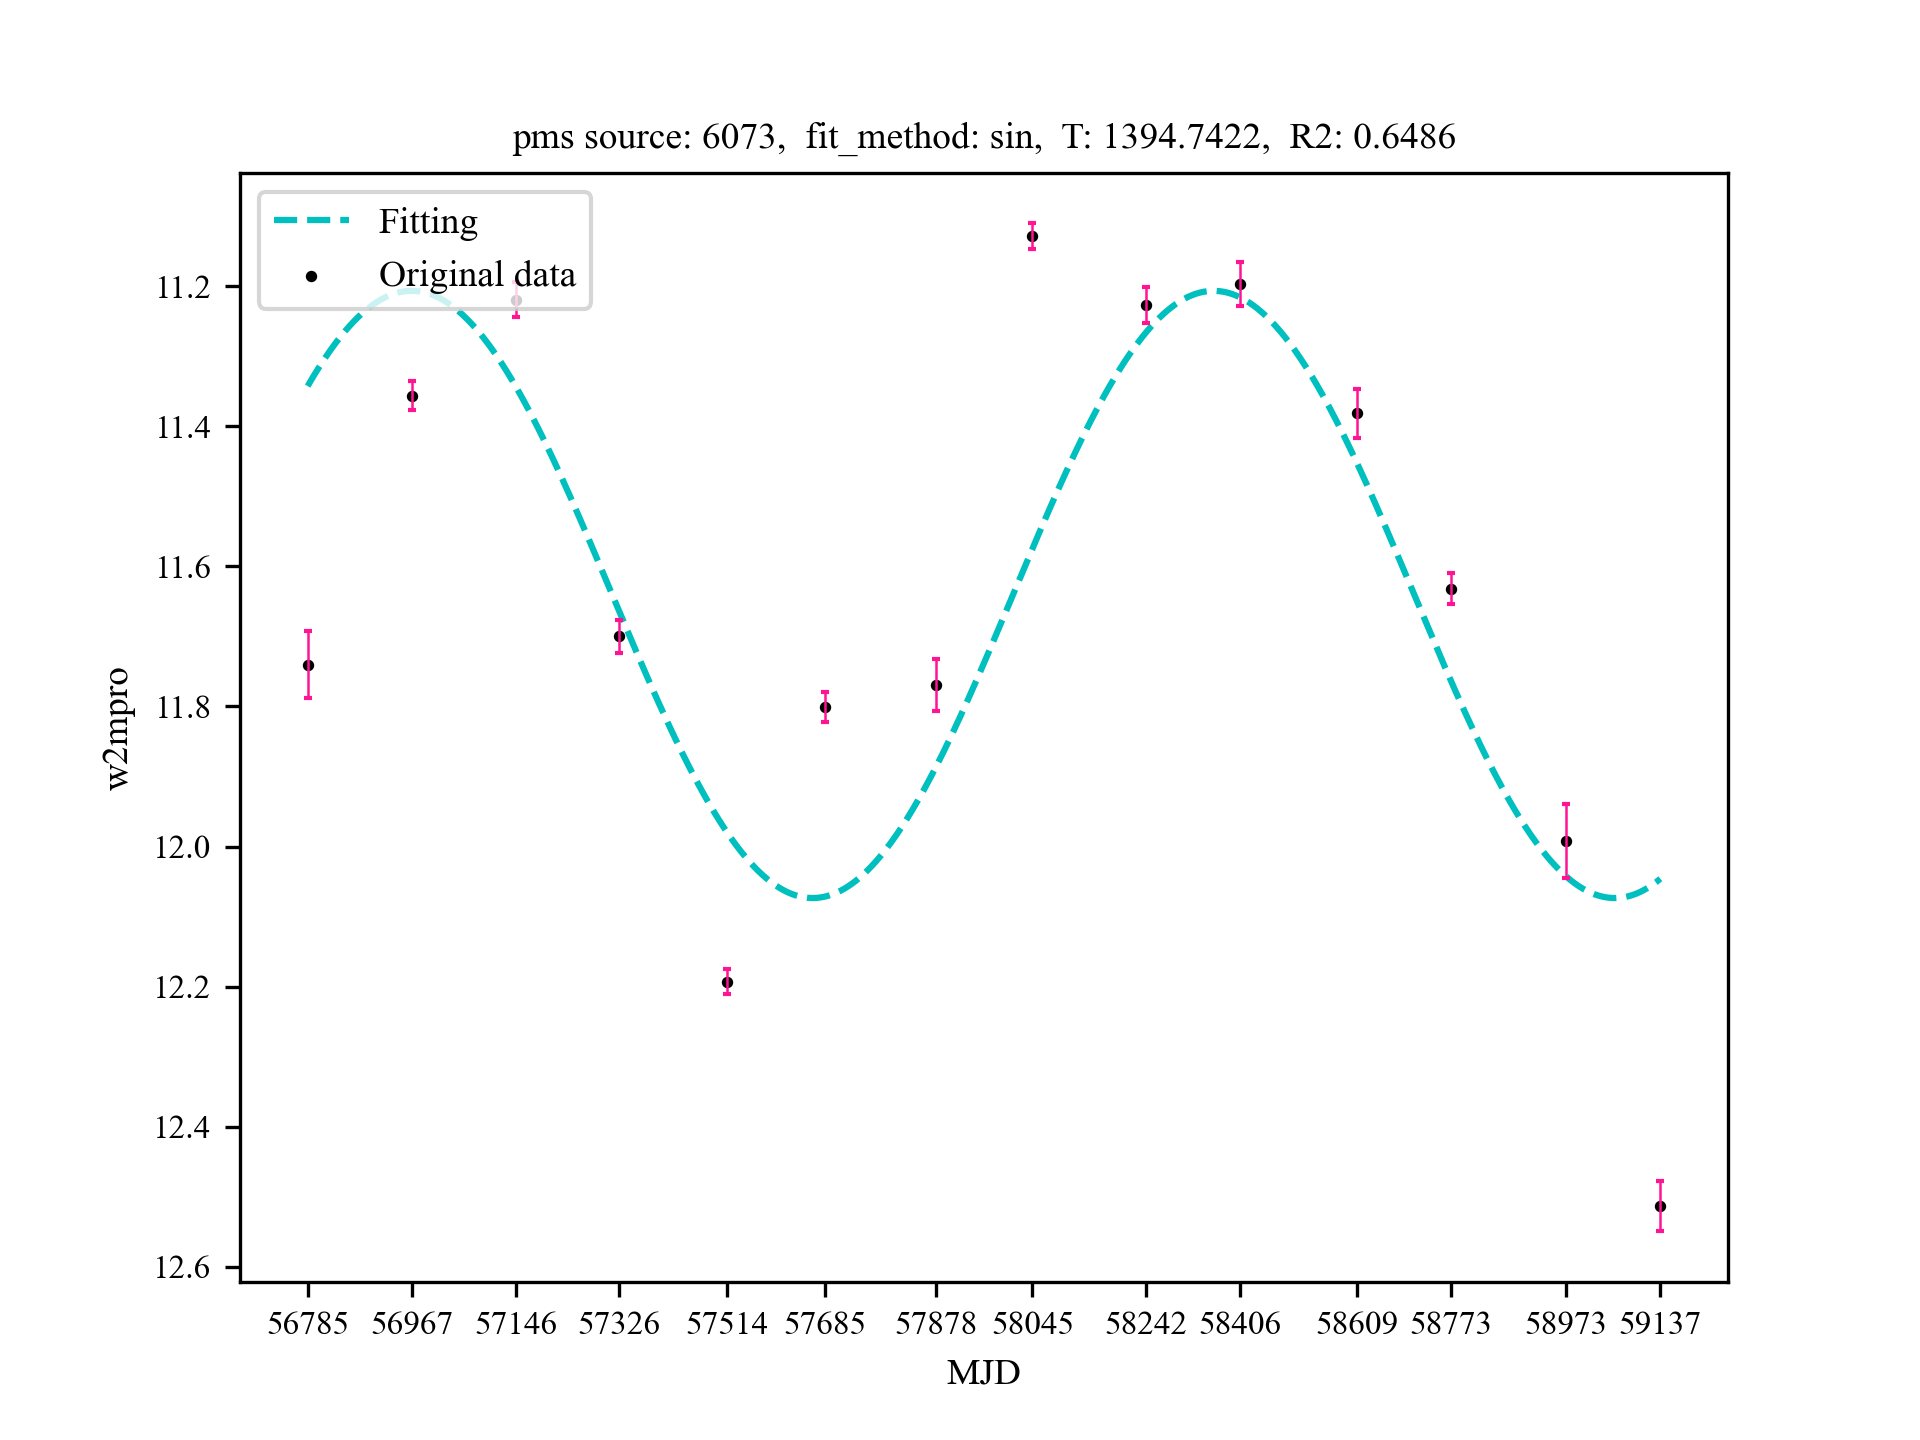 pms source: 6073,  fit_method: sin,  T: 1394.7422,  R2: 0.6486
Fitting
Original data
11.2
11.4
11.6
11.8
12.0
12.2
12.4
12.6
w2mpro
56785 56967 57146 57326 57514 57685 57878 58045 58242 58406 58609 58773 58973 59137
MJD